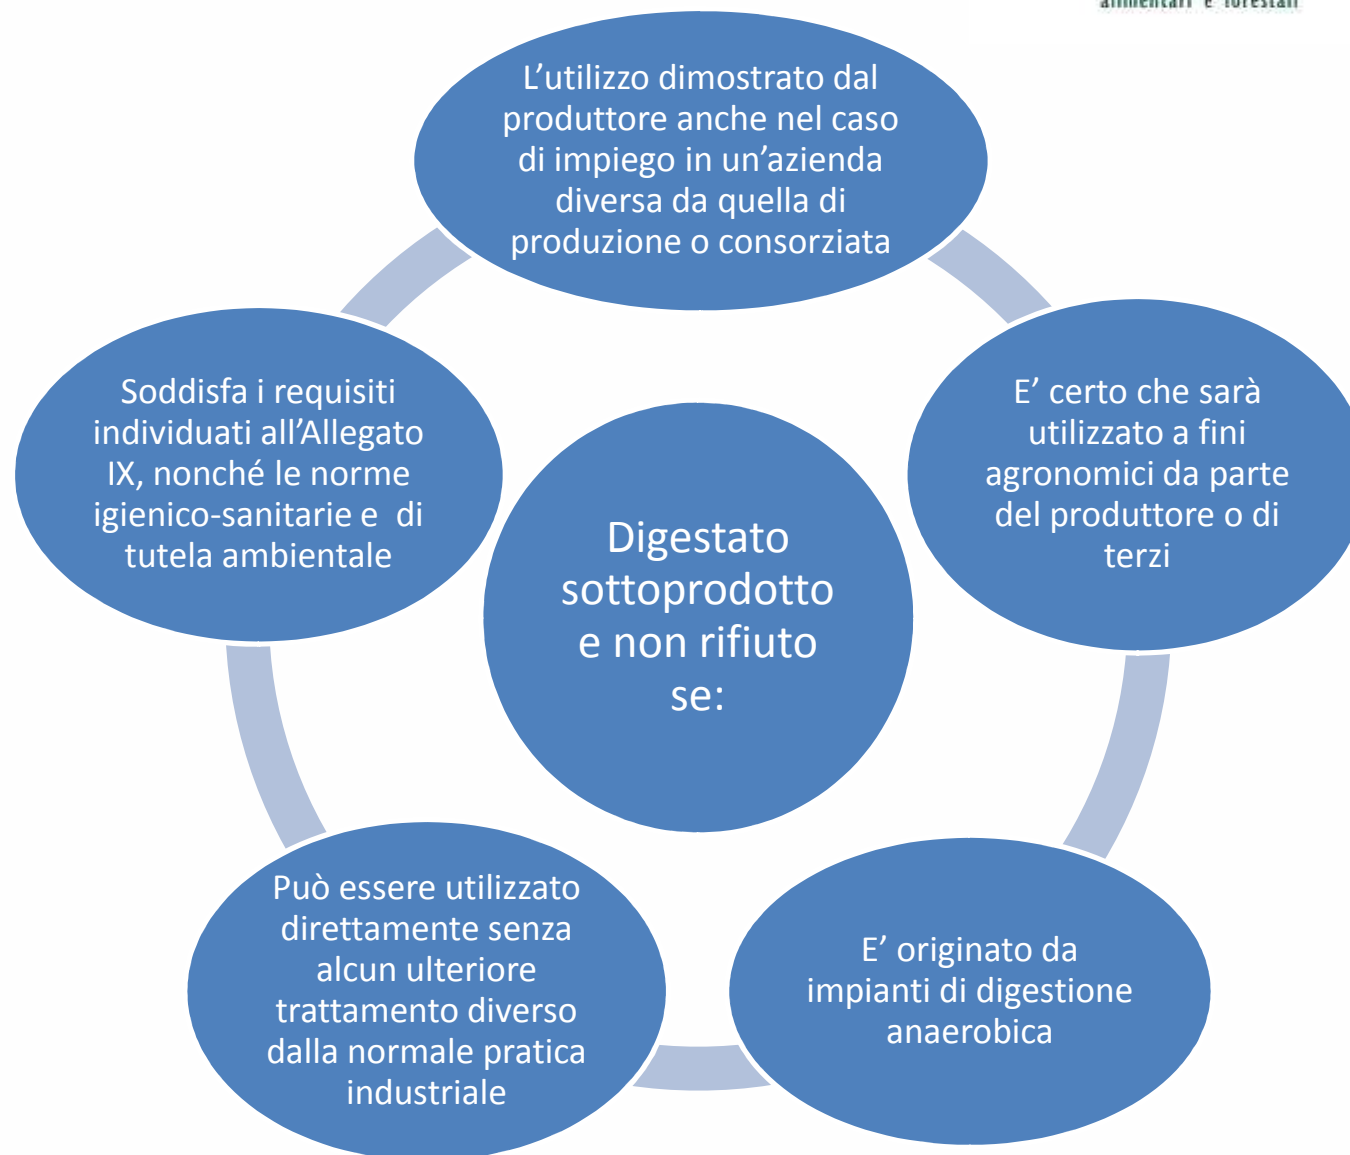 alimentari e forestali
L’utilizzo dimostrato dal
produttore anche nel caso
di impiego in un’azienda
diversa da quella di
produzione o consorziata
E’ certo che sarà
utilizzato a fini
agronomici da parte
del produttore o di
terzi
E’ originato da
impianti di digestione
anaerobica
Può essere utilizzato
direttamente senza
alcun ulteriore
trattamento diverso
dalla normale pratica
industriale
Soddisfa i requisiti
individuati all’Allegato
IX, nonché le norme
igienico-sanitarie e  di
tutela ambientale
Digestato
sottoprodotto
e non rifiuto
se: